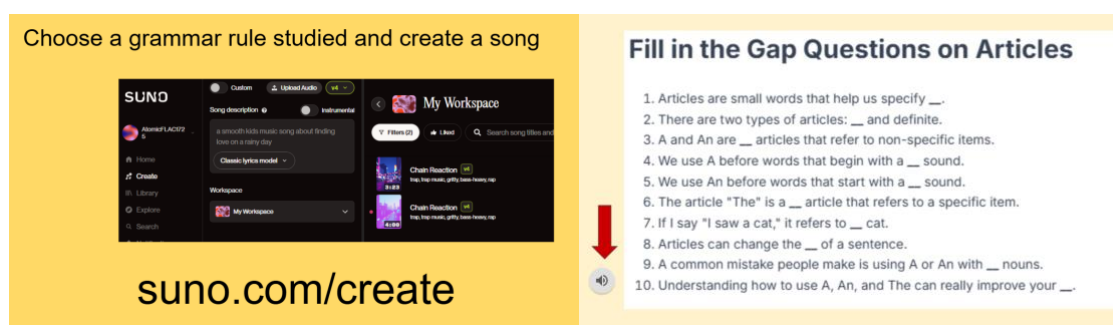 Choose a grammar rule studied and create a song
SUNO
Custom
Upload Audio
v4
Song description
Instrumental
a smooth kids music song about finding
love on a rainy day
Classic lyrics model
Home
Create
Library
Explore
Search
Workspace
My Workspace
My Workspace
Filters (2)
Liked
Search song titles and
Chain Reaction v4
trap, trap music, gritty, bass-heavy, rap
3:23
Chain Reaction v4
trap, trap music, gritty, bass-heavy, rap
4:00
suno.com/create
Fill in the Gap Questions on Articles
1. Articles are small words that help us specify __.
2. There are two types of articles: __ and definite.
3. A and An are __ articles that refer to non-specific items.
4. We use A before words that begin with a __ sound.
5. We use An before words that start with a __ sound.
6. The article "The" is a __ article that refers to a specific item.
7. If I say "I saw a cat," it refers to __ cat.
8. Articles can change the __ of a sentence.
9. A common mistake people make is using A or An with __ nouns.
10. Understanding how to use A, An, and The can really improve your __.